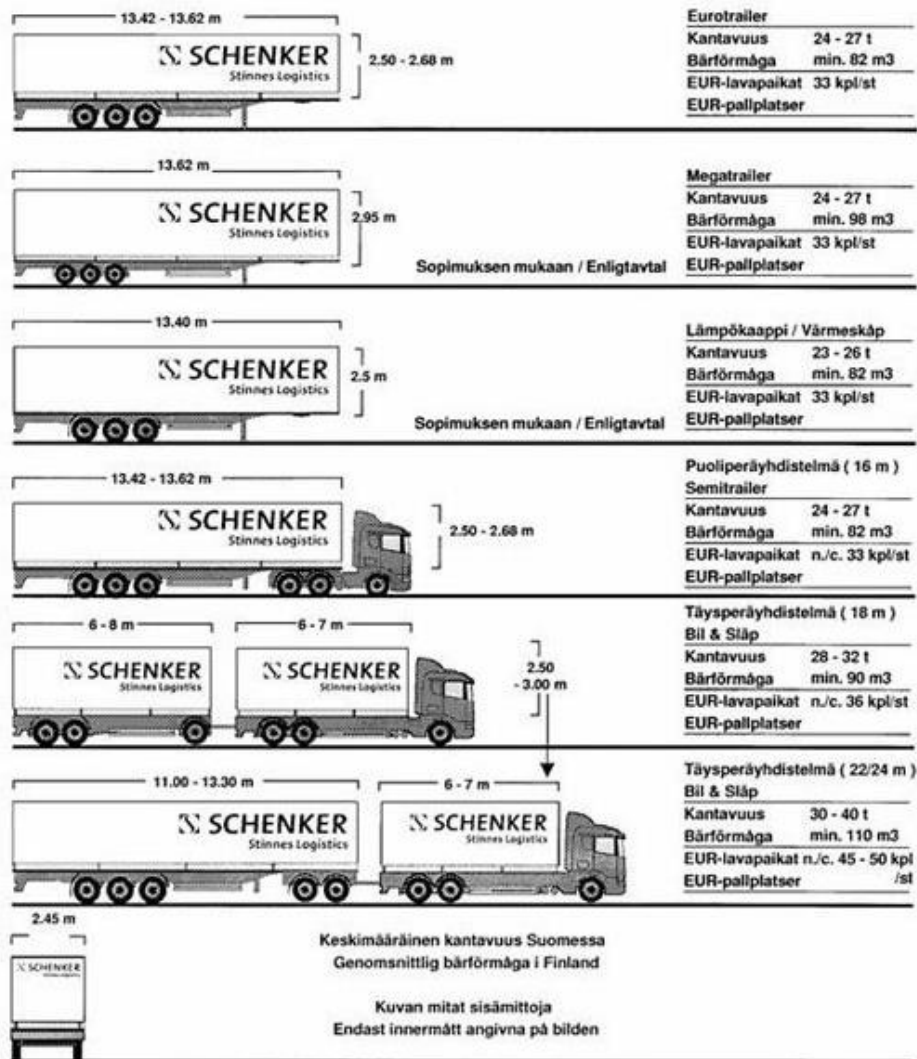 13.42 - 13.62 m
SCHENKER
Stinnes Logistics
2.50 - 2.68 m
Eurotrailer
Kantavuus 24 - 27 t
Bärförmåga min. 82 m3
EUR-lavapaikat 33 kpl/st
EUR-pallplatser
13.62 m
SCHENKER
Stinnes Logistics
2.95 m
Sopimuksen mukaan / Enligtavtal
Megatrailer
Kantavuus 24 - 27 t
Bärförmåga min. 98 m3
EUR-lavapaikat 33 kpl/st
EUR-pallplatser
13.40 m
SCHENKER
Stinnes Logistics
2.5 m
Sopimuksen mukaan / Enligtavtal
Lämpökaappi / Värmeskåp
Kantavuus 23 - 26 t
Bärförmåga min. 82 m3
EUR-lavapaikat 33 kpl/st
EUR-pallplatser
13.42 - 13.62 m
SCHENKER
Stinnes Logistics
2.50 - 2.68 m
Puoliperäyhdistelmä ( 16 m )
Semitrailer
Kantavuus 24 - 27 t
Bärförmåga min. 82 m3
EUR-lavapaikat n./c. 33 kpl/st
EUR-pallplatser
6 - 8 m
6 - 7 m
SCHENKER
Stinnes Logistics
SCHENKER
Stinnes Logistics
2.50
- 3.00 m
Täysperäyhdistelmä ( 18 m )
Bil & Släp
Kantavuus 28 - 32 t
Bärförmåga min. 90 m3
EUR-lavapaikat n./c. 36 kpl/st
EUR-pallplatser
11.00 - 13.30 m
6 - 7 m
SCHENKER
Stinnes Logistics
SCHENKER
Stinnes Logistics
Täysperäyhdistelmä ( 22/24 m )
Bil & Släp
Kantavuus 30 - 40 t
Bärförmåga min. 110 m3
EUR-lavapaikat n./c. 45 - 50 kpl
EUR-pallplatser /st
2.45 m
SCHENKER
Stinnes Logistics
Keskimääräinen kantavuus Suomessa
Genomsnittlig bärförmåga i Finland
Kuvan mitat sisämittoja
Endast innermått angivna på bilden